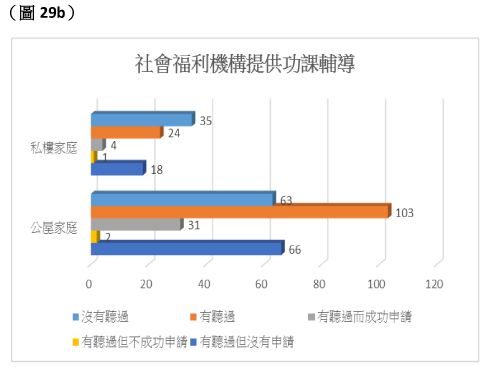 （圖 29b）
社會福利機構提供功課輔導
私樓家庭
35
24
4
1
18
公屋家庭
63
103
31
2
66
0 20 40 60 80 100 120
沒有聽過 有聽過 有聽過而成功申請
有聽過但不成功申請 有聽過但沒有申請